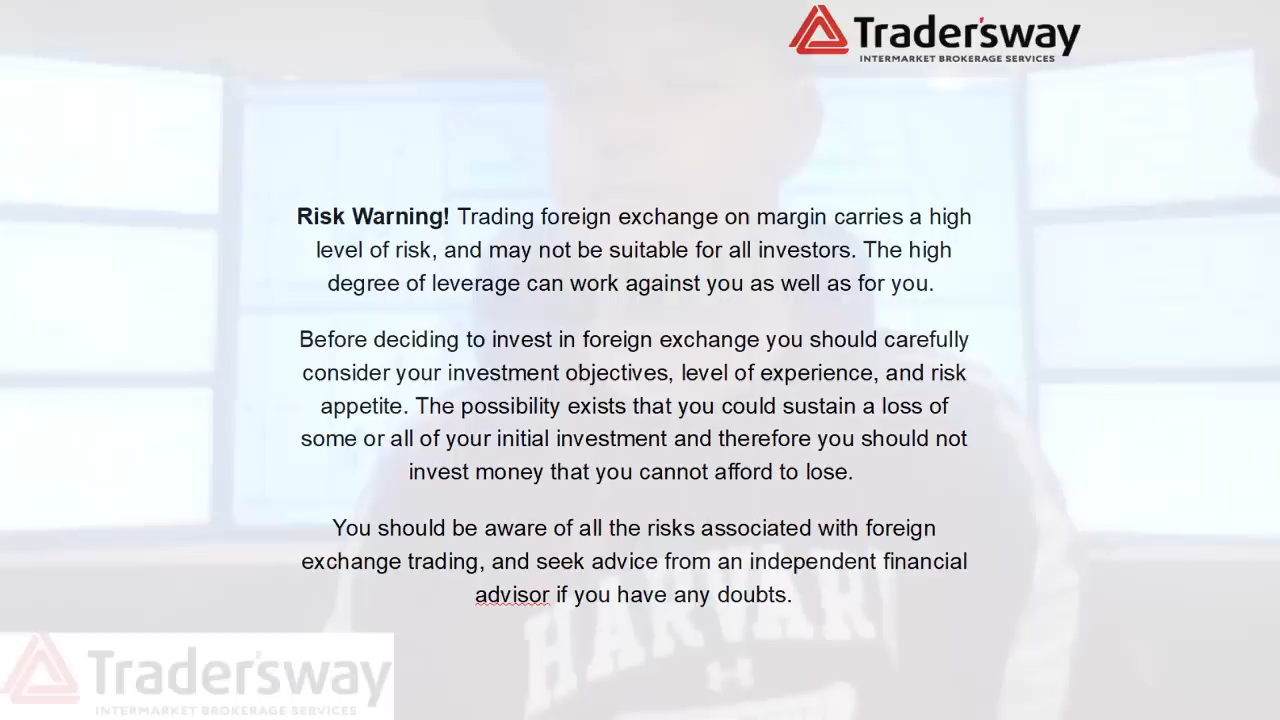 Trader'sway
INTERMARKET BROKERAGE SERVICES
Risk Warning! Trading foreign exchange on margin carries a high
level of risk, and may not be suitable for all investors. The high
degree of leverage can work against you as well as for you.
Before deciding to invest in foreign exchange you should carefully
consider your investment objectives, level of experience, and risk
appetite. The possibility exists that you could sustain a loss of
some or all of your initial investment and therefore you should not
invest money that you cannot afford to lose.
You should be aware of all the risks associated with foreign
exchange trading, and seek advice from an independent financial
advisor if you have any doubts.
HARVAR
Trader'sway
INTERMARKET BROKERAGE SERVICES